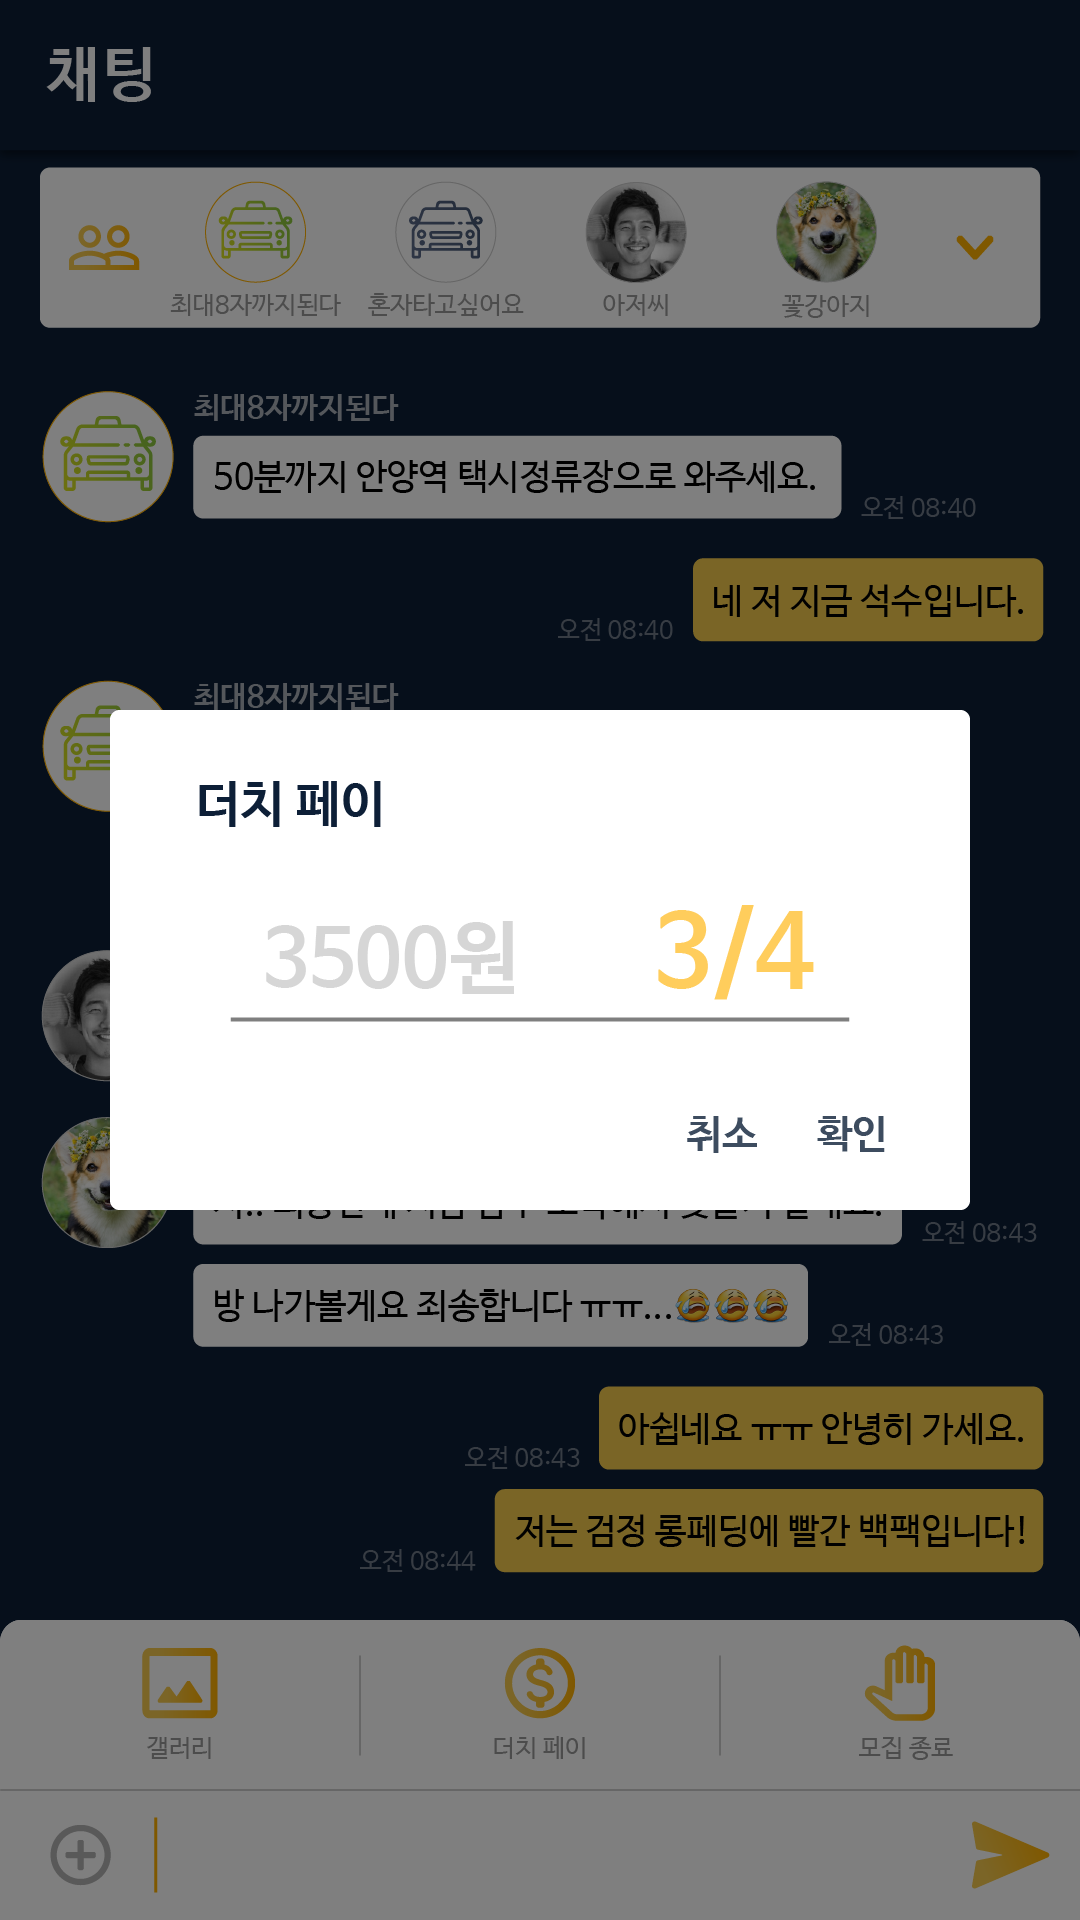 채팅
최대8자까지된다
혼자타고싶어요
아저씨
꽃강아지
최대8자까지된다
50분까지 안양역 택시정류장으로 와주세요.
오전 08:40
네 저 지금 석수입니다.
오전 08:40
최대8자까지된다
더치 페이
3500원
3/4
취소
확인
오전 08:43
방 나가볼게요 죄송합니다 ㅠㅠ...😭😭😭
오전 08:43
아쉽네요 ㅠㅠ 안녕히 가세요.
오전 08:43
저는 검정 롱페딩에 빨간 백팩입니다!
오전 08:44
갤러리
더치 페이
모집 종료